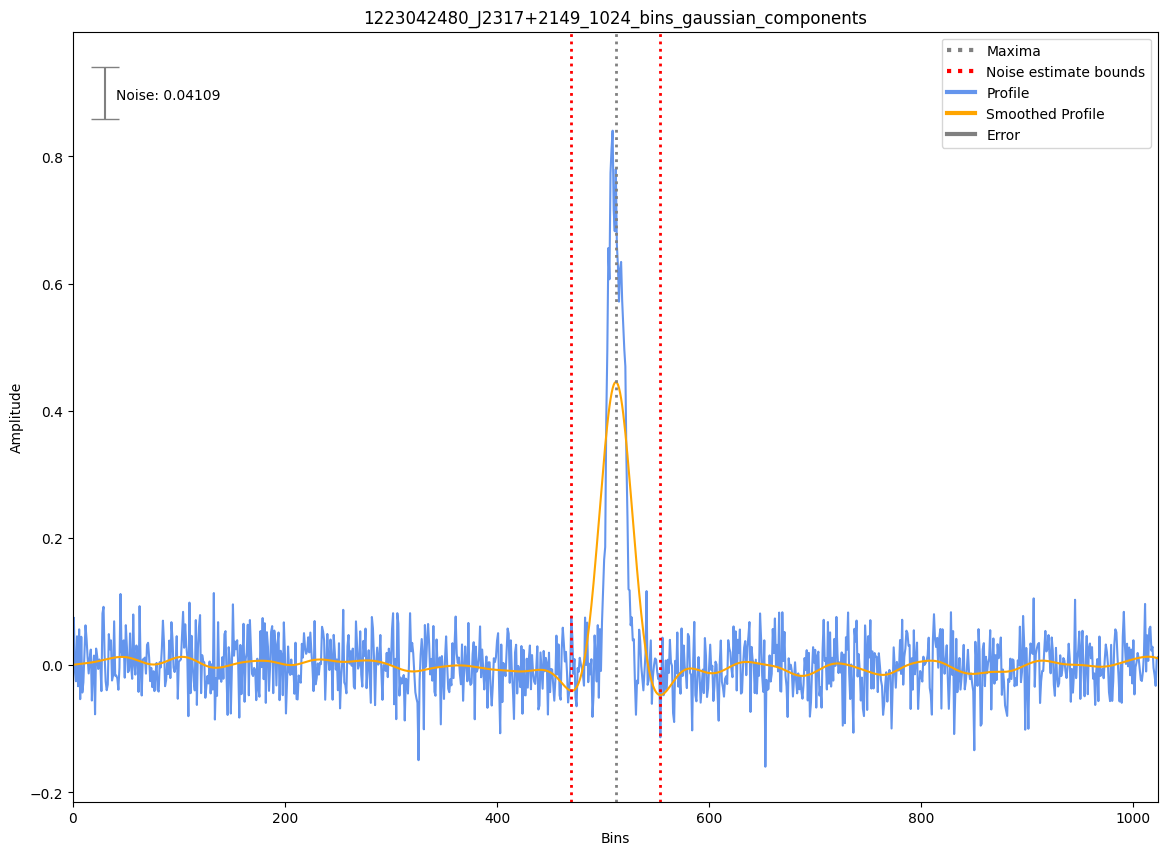 1223042480_J2317+2149_1024_bins_gaussian_components
Noise: 0.04109
Maxima
Noise estimate bounds
Profile
Smoothed Profile
Error
Amplitude
0.8
0.6
0.4
0.2
0.0
−0.2
0
200
400
600
800
1000
Bins